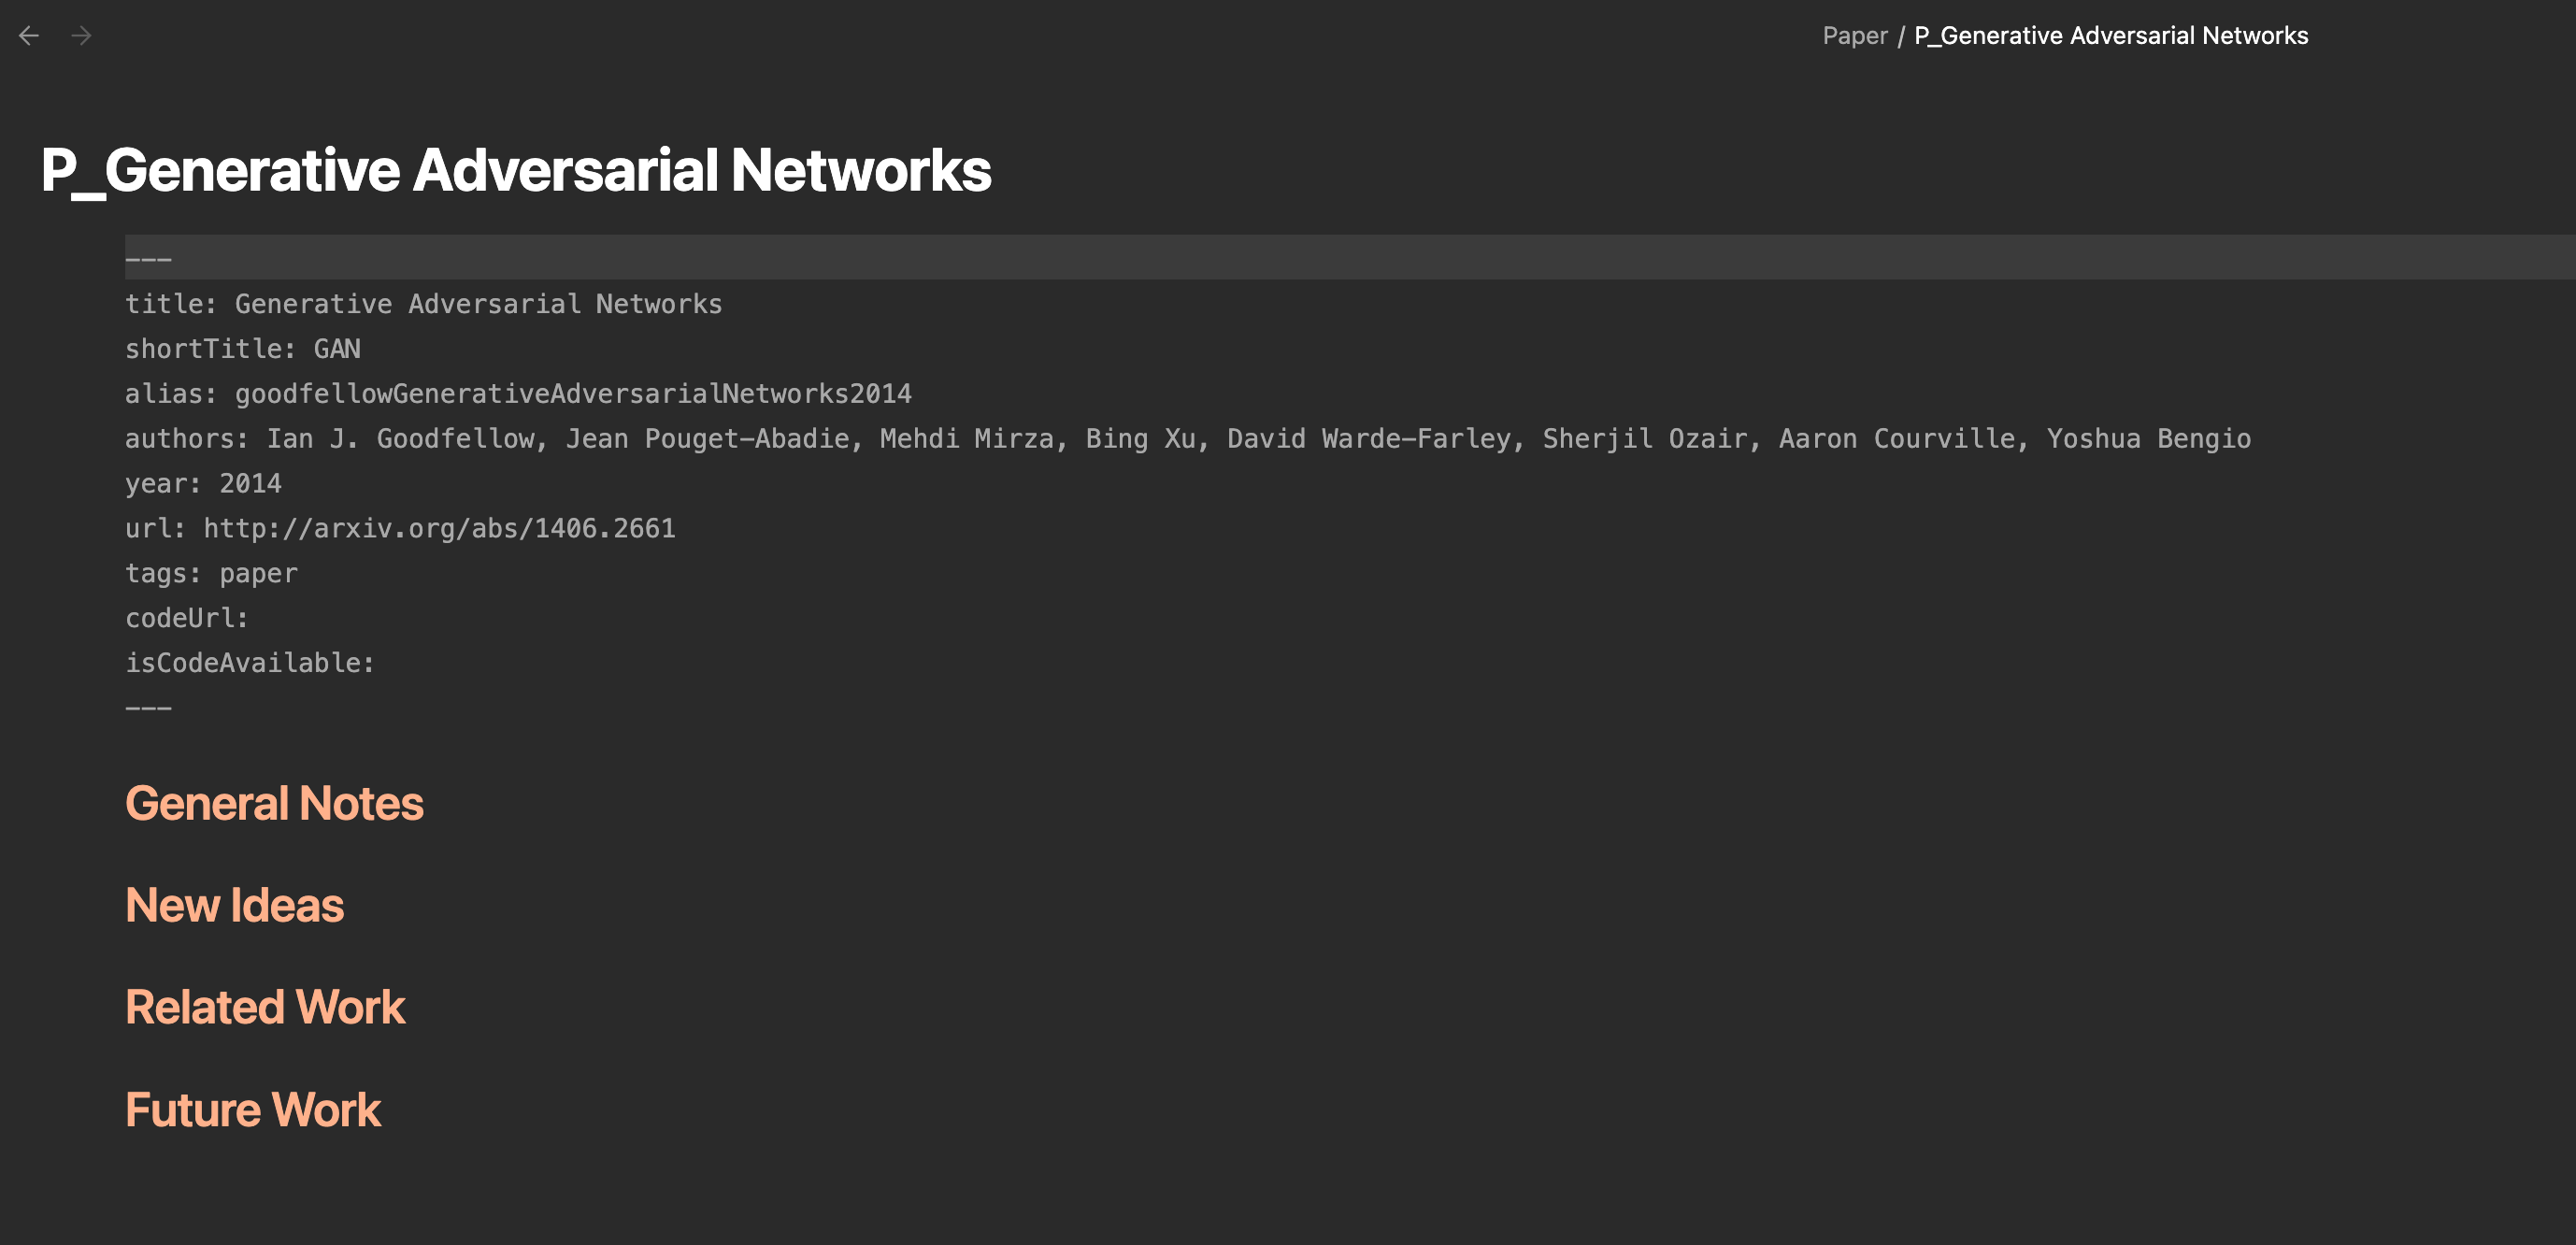 Paper / P_Generative Adversarial Networks
P_Generative Adversarial Networks
---
title: Generative Adversarial Networks
shortTitle: GAN
alias: goodfellowGenerativeAdversarialNetworks2014
authors: Ian J. Goodfellow, Jean Pouget-Abadie, Mehdi Mirza, Bing Xu, David Warde-Farley, Sherjil Ozair, Aaron Courville, Yoshua Bengio
year: 2014
url: http://arxiv.org/abs/1406.2661
tags: paper
codeUrl:
isCodeAvailable:
---
General Notes
New Ideas
Related Work
Future Work